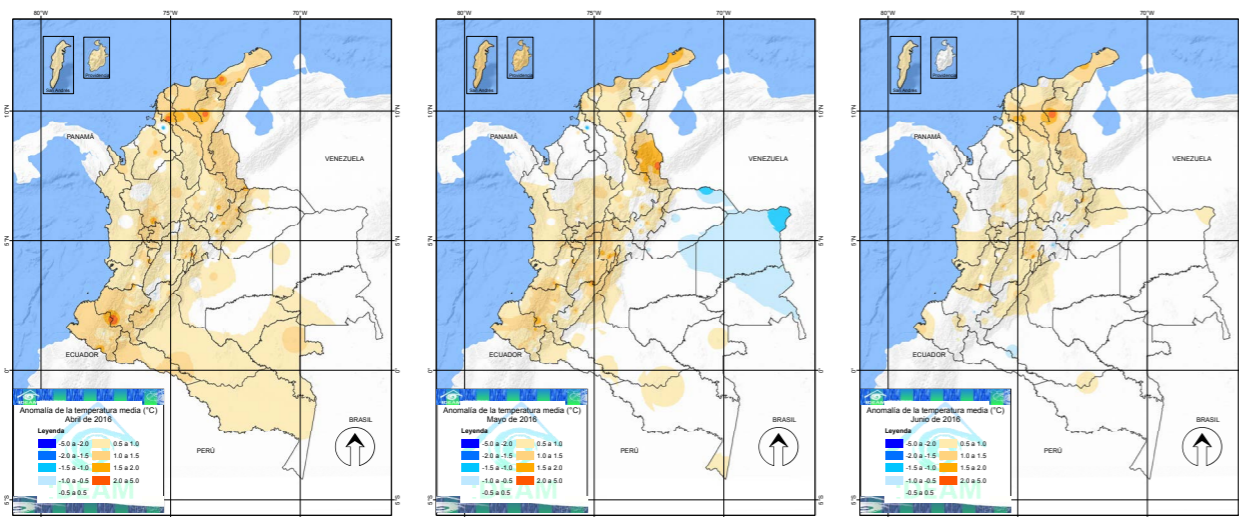 80°W 75°W 70°W
San Andres
Providencia
10°N
PANAMÁ
VENEZUELA
5°N
ECUADOR
0°
BRASIL
PERÚ
5°S
Anomalía de la temperatura media (°C)
Abril de 2016
Leyenda
-5.0 a -2.0 0.5 a 1.0
-2.0 a -1.5 1.0 a 1.5
-1.5 a -1.0 1.5 a 2.0
-1.0 a -0.5 2.0 a 5.0
-0.5 a 0.5
IDEAM
80°W 75°W 70°W
San Andres
Providencia
10°N
PANAMÁ
VENEZUELA
5°N
ECUADOR
0°
BRASIL
PERÚ
5°S
Anomalía de la temperatura media (°C)
Mayo de 2016
Leyenda
-5.0 a -2.0 0.5 a 1.0
-2.0 a -1.5 1.0 a 1.5
-1.5 a -1.0 1.5 a 2.0
-1.0 a -0.5 2.0 a 5.0
-0.5 a 0.5
IDEAM
80°W 75°W 70°W
San Andres
Providencia
10°N
PANAMÁ
VENEZUELA
5°N
ECUADOR
0°
BRASIL
PERÚ
5°S
Anomalía de la temperatura media (°C)
Junio de 2016
Leyenda
-5.0 a -2.0 0.5 a 1.0
-2.0 a -1.5 1.0 a 1.5
-1.5 a -1.0 1.5 a 2.0
-1.0 a -0.5 2.0 a 5.0
-0.5 a 0.5
IDEAM